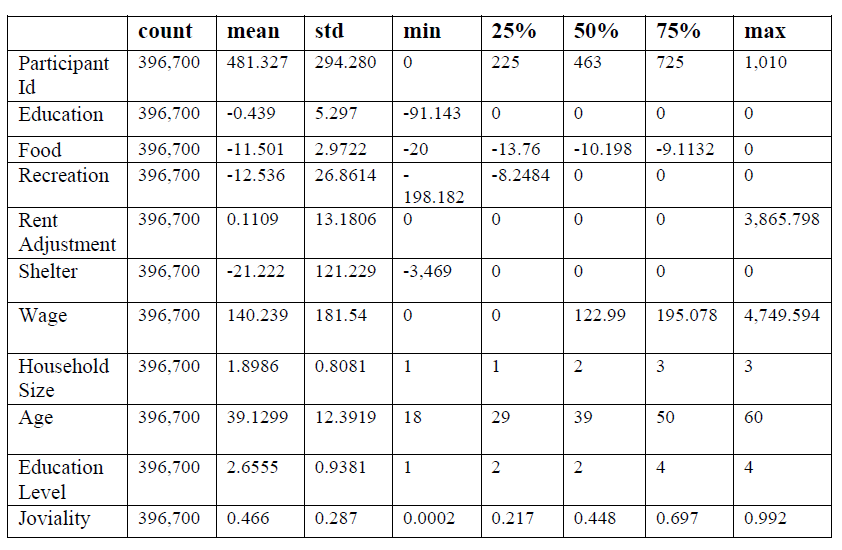 count mean std min 25% 50% 75% max
Participant 396,700 481.327 294.280 0 225 463 725 1,010
Id
Education 396,700 -0.439 5.297 -91.143 0 0 0 0
Food 396,700 -11.501 2.9722 -20 -13.76 -10.198 -9.1132 0
Recreation 396,700 -12.536 26.8614 - -8.2484 0 0 0
198.182
Rent 396,700 0.1109 13.1806 0 0 0 0 3,865.798
Adjustment
Shelter 396,700 -21.222 121.229 -3,469 0 0 0 0
Wage 396,700 140.239 181.54 0 0 122.99 195.078 4,749.594
Household 396,700 1.8986 0.8081 1 1 2 3 3
Size
Age 396,700 39.1299 12.3919 18 29 39 50 60
Education 396,700 2.6555 0.9381 1 2 2 4 4
Level
Joviality 396,700 0.466 0.287 0.0002 0.217 0.448 0.697 0.992